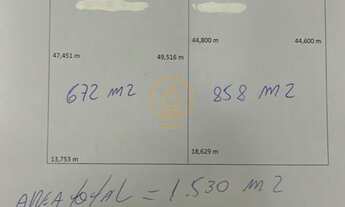 44,800 m 44,600 m
47,451 m 49,516 m
672 m2 858 m2
18,629 m
13,753 m
AREA total = 1.530 m2